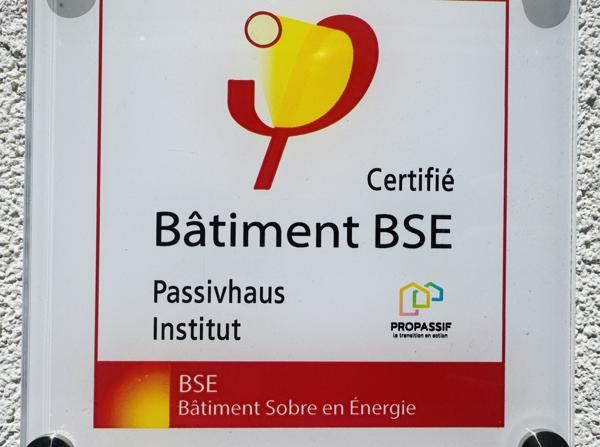 Certifié
Bâtiment BSE
Passivhaus
Institut
PROPASSIF
la transition en action
BSE
Bâtiment Sobre en Énergie